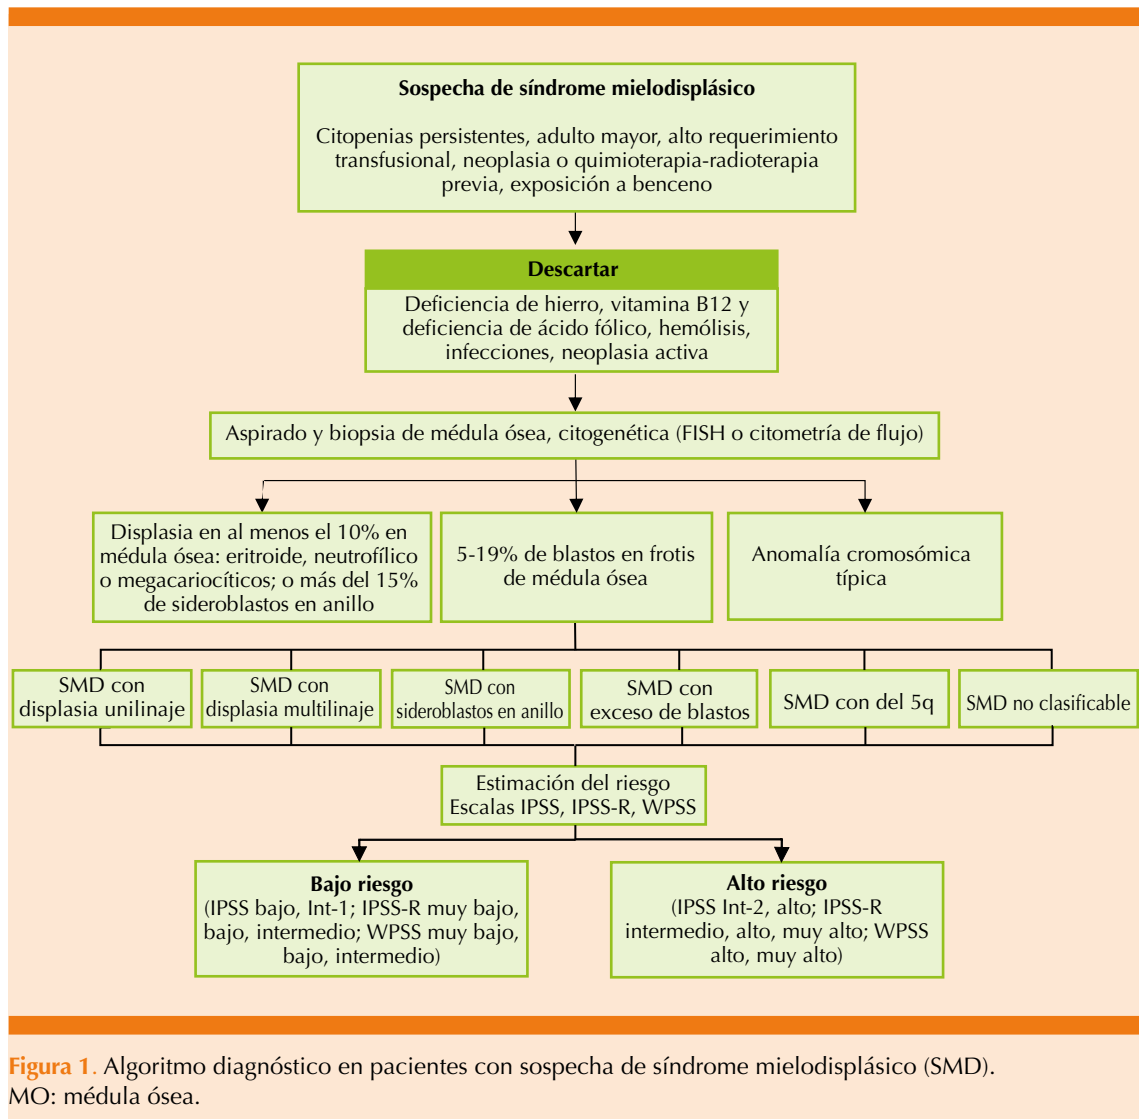 Sospecha de síndrome mielodisplásico
Citopenias persistentes, adulto mayor, alto requerimiento
transfusional, neoplasia o quimioterapia-radioterapia
previa, exposición a benceno
Descartar
Deficiencia de hierro, vitamina B12 y
deficiencia de ácido fólico, hemólisis,
infecciones, neoplasia activa
Aspirado y biopsia de médula ósea, citogenética (FISH o citometría de flujo)
Displasia en al menos el 10% en
médula ósea: eritroide, neutrofílico
o megacariocíticos; o más del 15%
de sideroblastos en anillo
5-19% de blastos en frotis
de médula ósea
Anomalía cromosómica
típica
SMD con
displasia unilinaje
SMD con
displasia multilinaje
SMD con
sideroblastos en anillo
SMD con
exceso de blastos
SMD con del 5q
SMD no clasificable
Estimación del riesgo
Escalas IPSS, IPSS-R, WPSS
Bajo riesgo
(IPSS bajo, Int-1; IPSS-R muy bajo,
bajo, intermedio; WPSS muy bajo,
bajo, intermedio)
Alto riesgo
(IPSS Int-2, alto; IPSS-R
intermedio, alto, muy alto; WPSS
alto, muy alto)
Figura 1. Algoritmo diagnóstico en pacientes con sospecha de síndrome mielodisplásico (SMD).
MO: médula ósea.